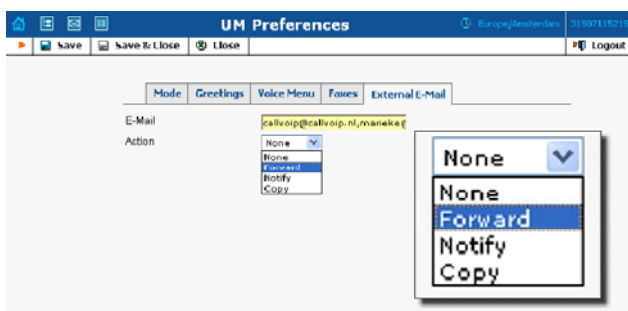 UM Preferences Europe/Amsterdam 31507115219
Save Save & Close Close Logout
Mode Greetings Voice Menu Faxes External E-Mail
E-Mail callvoip@callvoip.nl,marieke@
Action None
None
Forward
Notify
Copy
None
None
Forward
Notify
Copy